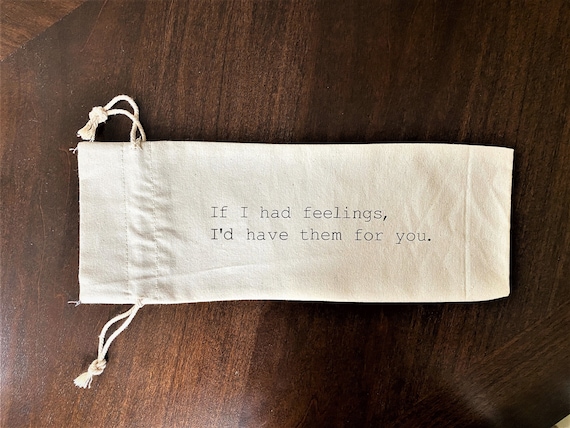 If I had feelings,
I'd have them for you.